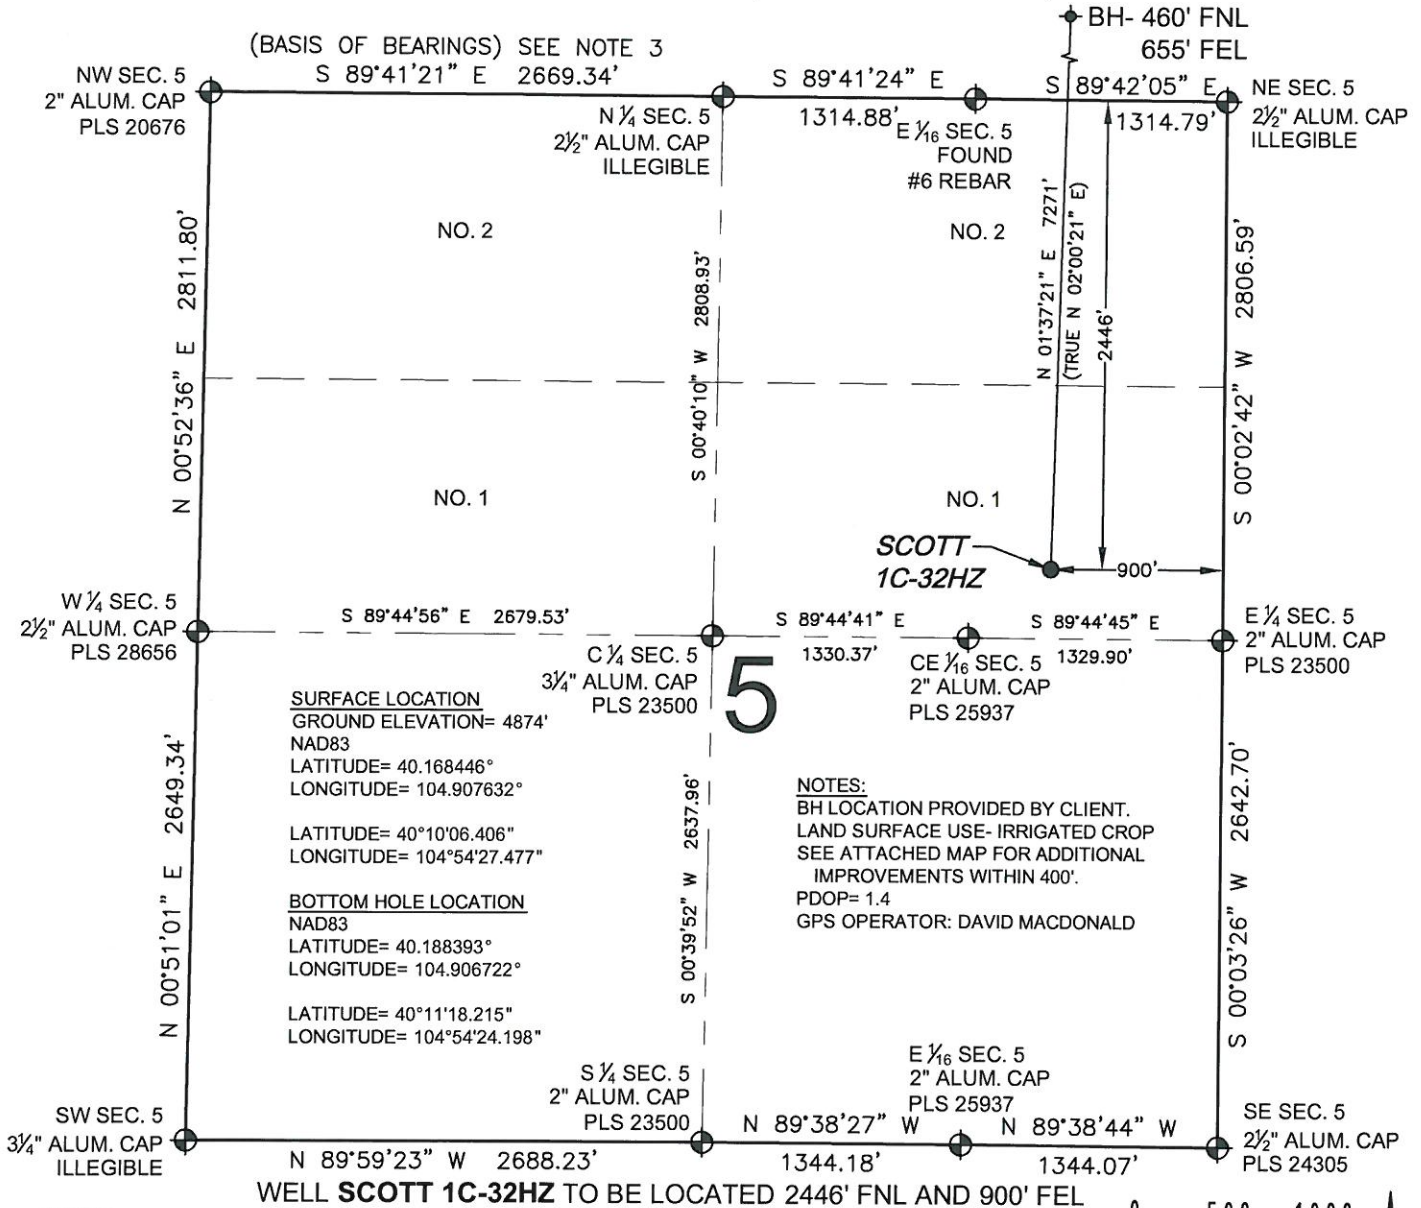 BH- 460' FNL
655' FEL
(BASIS OF BEARINGS) SEE NOTE 3
S 89°41'21" E 2669.34'
S 89°41'24" E
1314.88'
S 89°42'05" E
1314.79'
NW SEC. 5
2" ALUM. CAP
PLS 20676
N ¼ SEC. 5
2½" ALUM. CAP
ILLEGIBLE
E 1⁄16 SEC. 5
FOUND
#6 REBAR
NE SEC. 5
2½" ALUM. CAP
ILLEGIBLE
N 00°52'36" E 2811.80'
NO. 2
S 00°40'10" W 2808.93'
NO. 2
N 01°37'21" E 7271'
(TRUE N 02°00'21" E)
2446'
S 00°02'42" W 2806.59'
NO. 1
NO. 1
SCOTT
1C-32HZ
900'
W ¼ SEC. 5
2½" ALUM. CAP
PLS 28656
S 89°44'56" E 2679.53'
S 89°44'41" E
1330.37'
S 89°44'45" E
1329.90'
E ¼ SEC. 5
2" ALUM. CAP
PLS 23500
C ¼ SEC. 5
3¼" ALUM. CAP
PLS 23500
5
CE 1⁄16 SEC. 5
2" ALUM. CAP
PLS 25937
N 00°51'01" E 2649.34'
SURFACE LOCATION
GROUND ELEVATION= 4874'
NAD83
LATITUDE= 40.168446°
LONGITUDE= 104.907632°
LATITUDE= 40°10'06.406"
LONGITUDE= 104°54'27.477"
BOTTOM HOLE LOCATION
NAD83
LATITUDE= 40.188393°
LONGITUDE= 104.906722°
LATITUDE= 40°11'18.215"
LONGITUDE= 104°54'24.198"
S 00°39'52" W 2637.96'
NOTES:
BH LOCATION PROVIDED BY CLIENT.
LAND SURFACE USE- IRRIGATED CROP
SEE ATTACHED MAP FOR ADDITIONAL
IMPROVEMENTS WITHIN 400'.
PDOP= 1.4
GPS OPERATOR: DAVID MACDONALD
S 00°03'26" W 2642.70'
SW SEC. 5
3¼" ALUM. CAP
ILLEGIBLE
S ¼ SEC. 5
2" ALUM. CAP
PLS 23500
E 1⁄16 SEC. 5
2" ALUM. CAP
PLS 25937
SE SEC. 5
2½" ALUM. CAP
PLS 24305
N 89°59'23" W 2688.23'
N 89°38'27" W
1344.18'
N 89°38'44" W
1344.07'
WELL SCOTT 1C-32HZ TO BE LOCATED 2446' FNL AND 900' FEL